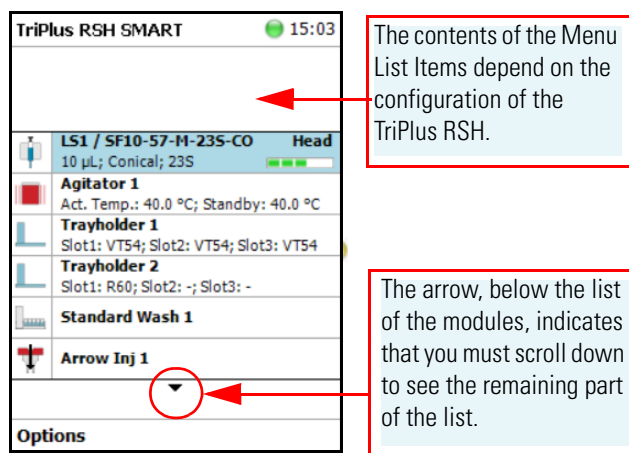 TriPlus RSH SMART 15:03
The contents of the Menu
List Items depend on the
configuration of the
TriPlus RSH.
LS1 / SF10-57-M-23S-CO Head
10 µL; Conical; 23S
Agitator 1
Act. Temp.: 40.0 °C; Standby: 40.0 °C
Trayholder 1
Slot1: VT54; Slot2: VT54; Slot3: VT54
Trayholder 2
Slot1: R60; Slot2: -; Slot3: -
Standard Wash 1
Arrow Inj 1
The arrow, below the list
of the modules, indicates
that you must scroll down
to see the remaining part
of the list.
Options